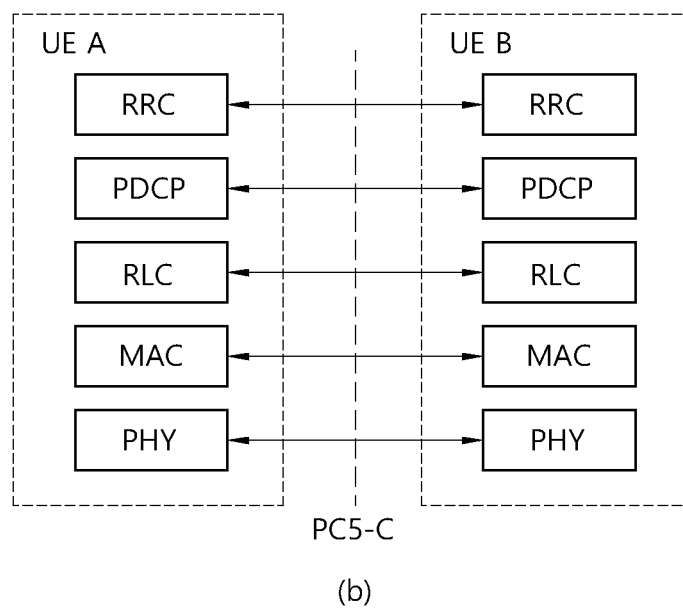 UE A UE B
RRC RRC
PDCP PDCP
RLC RLC
MAC MAC
PHY PHY
PC5-C
(b)